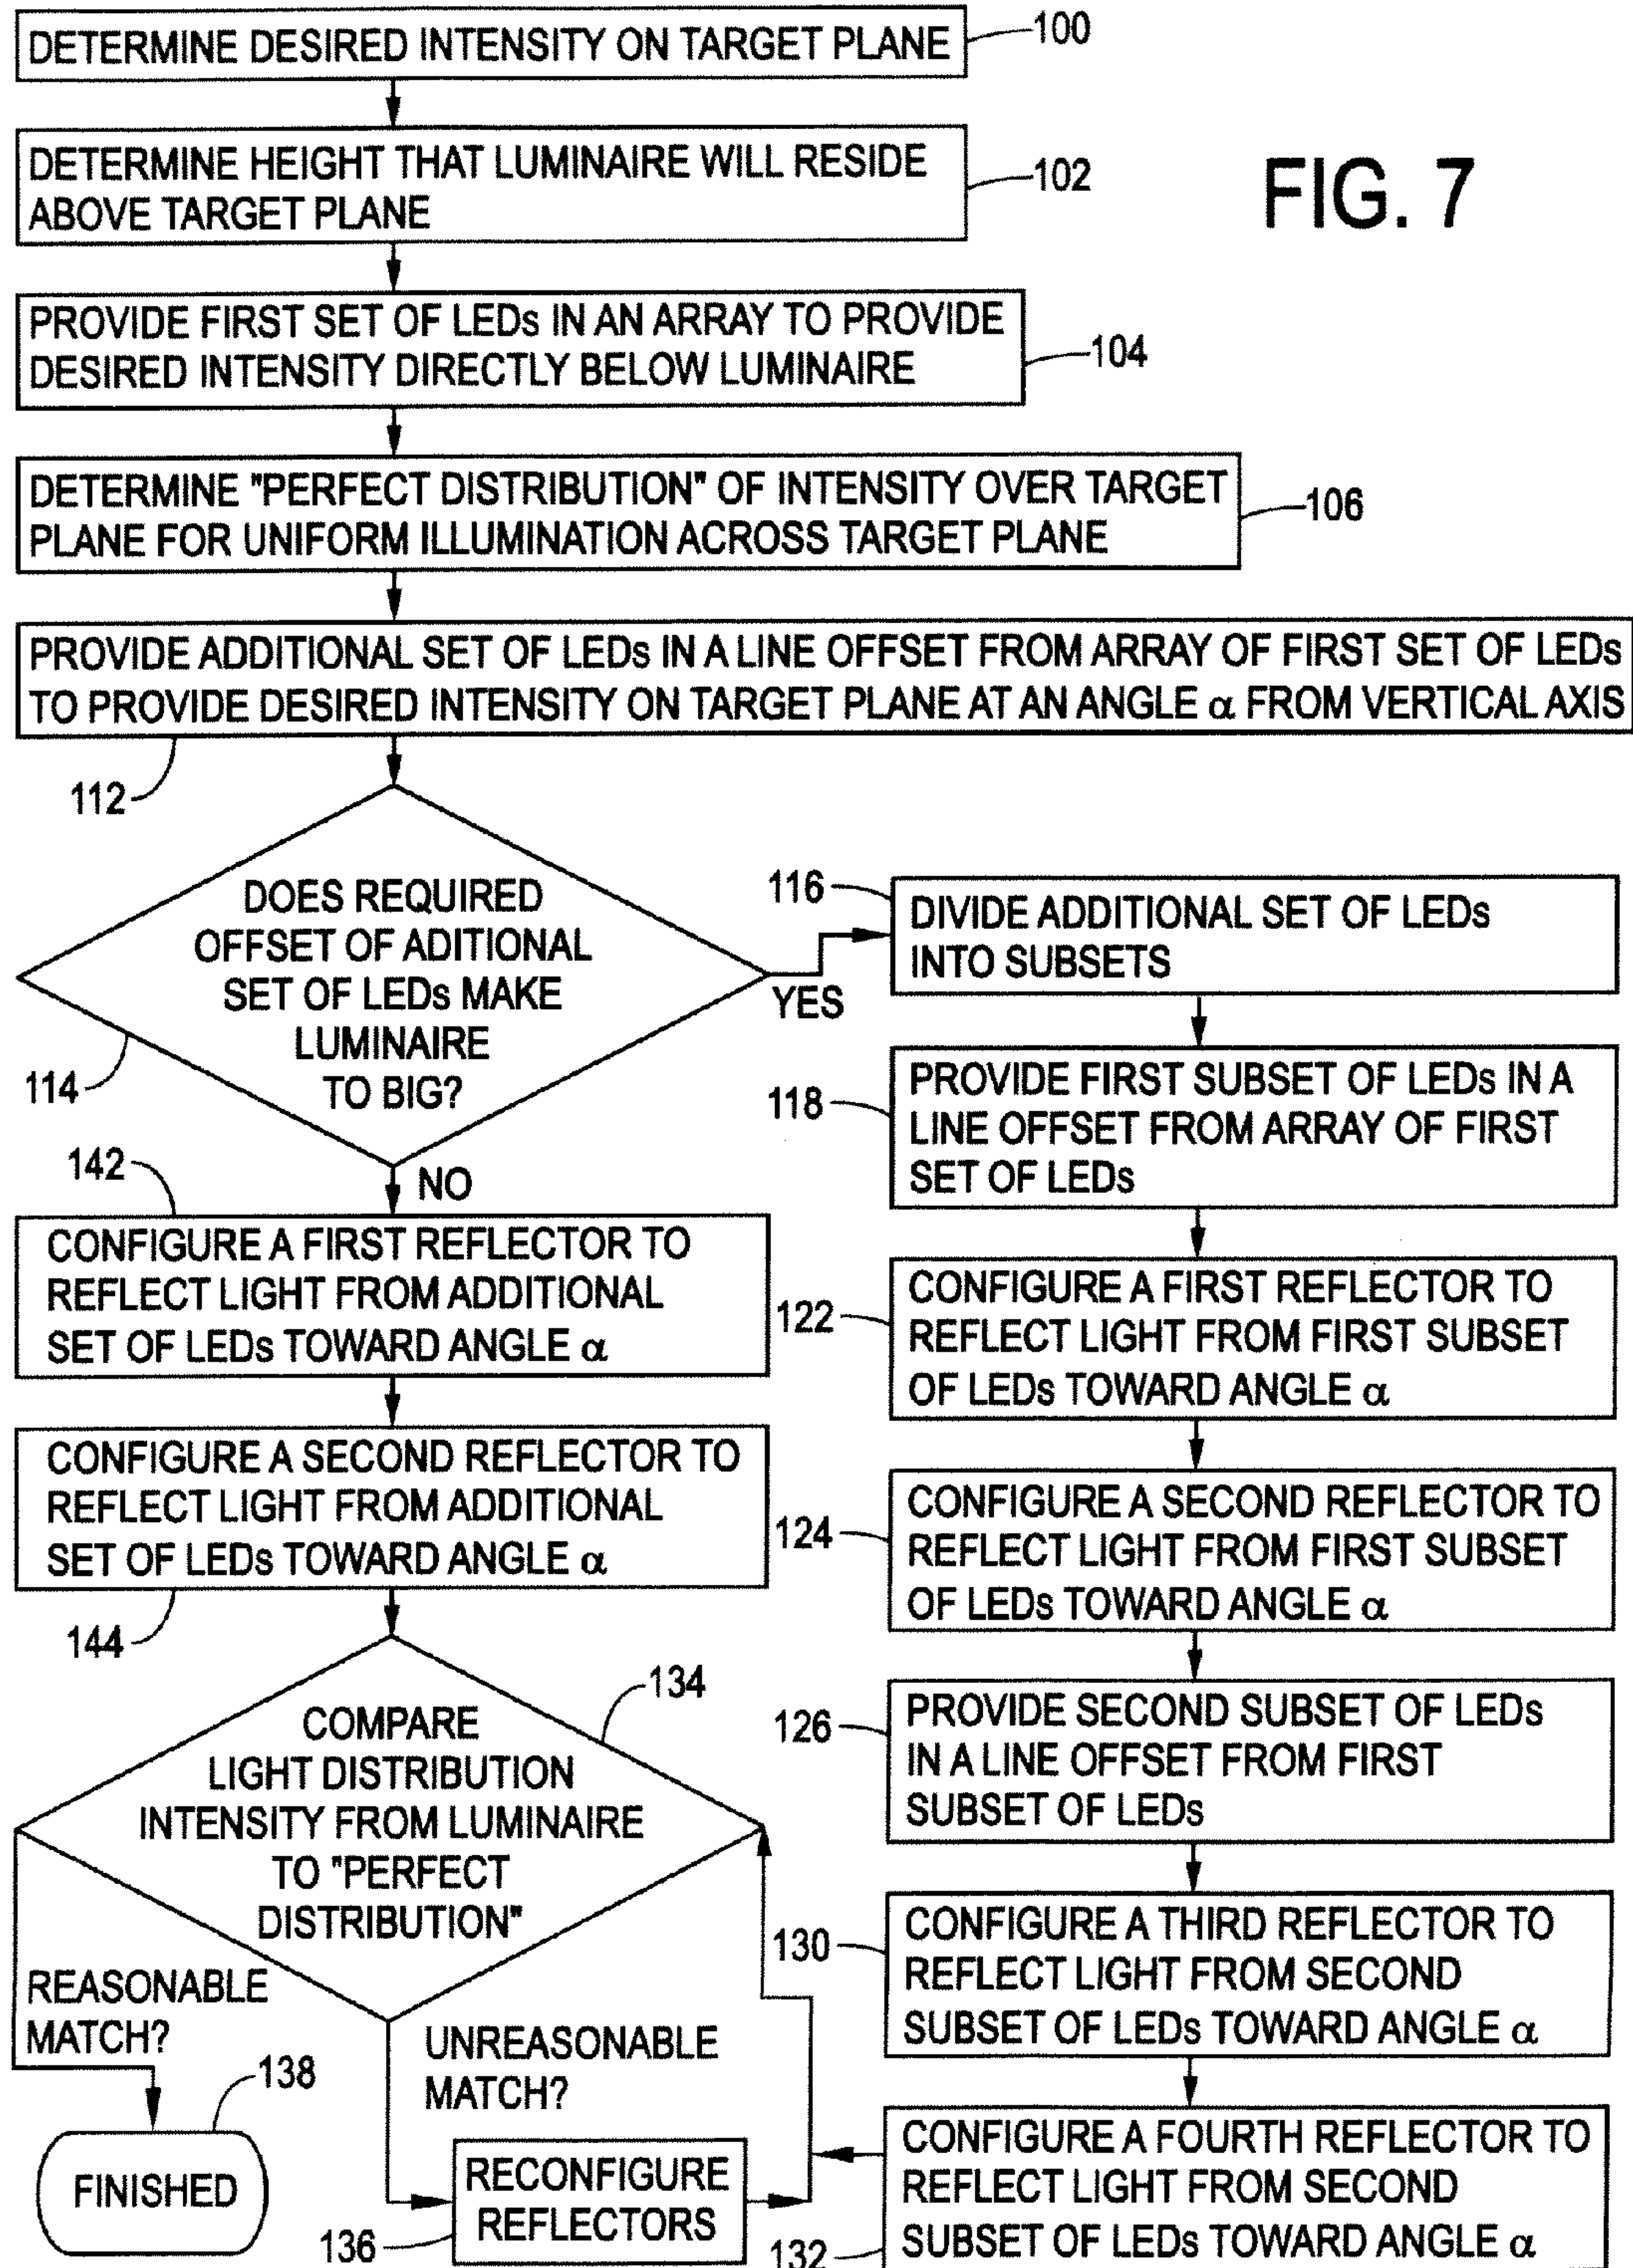 DETERMINE DESIRED INTENSITY ON TARGET PLANE
100
DETERMINE HEIGHT THAT LUMINAIRE WILL RESIDE
ABOVE TARGET PLANE
102
FIG. 7
PROVIDE FIRST SET OF LEDs IN AN ARRAY TO PROVIDE
DESIRED INTENSITY DIRECTLY BELOW LUMINAIRE
104
DETERMINE "PERFECT DISTRIBUTION" OF INTENSITY OVER TARGET
PLANE FOR UNIFORM ILLUMINATION ACROSS TARGET PLANE
106
PROVIDE ADDITIONAL SET OF LEDs IN A LINE OFFSET FROM ARRAY OF FIRST SET OF LEDs
TO PROVIDE DESIRED INTENSITY ON TARGET PLANE AT AN ANGLE α FROM VERTICAL AXIS
112
DOES REQUIRED
OFFSET OF ADITIONAL
SET OF LEDs MAKE
LUMINAIRE
TO BIG?
114
YES
NO
142
CONFIGURE A FIRST REFLECTOR TO
REFLECT LIGHT FROM ADDITIONAL
SET OF LEDs TOWARD ANGLE α
CONFIGURE A SECOND REFLECTOR TO
REFLECT LIGHT FROM ADDITIONAL
SET OF LEDs TOWARD ANGLE α
144
134
COMPARE
LIGHT DISTRIBUTION
INTENSITY FROM LUMINAIRE
TO "PERFECT
DISTRIBUTION"
REASONABLE
MATCH?
138
FINISHED
UNREASONABLE
MATCH?
RECONFIGURE
REFLECTORS
136
116
DIVIDE ADDITIONAL SET OF LEDs
INTO SUBSETS
118
PROVIDE FIRST SUBSET OF LEDs IN A
LINE OFFSET FROM ARRAY OF FIRST
SET OF LEDs
122
CONFIGURE A FIRST REFLECTOR TO
REFLECT LIGHT FROM FIRST SUBSET
OF LEDs TOWARD ANGLE α
124
CONFIGURE A SECOND REFLECTOR TO
REFLECT LIGHT FROM FIRST SUBSET
OF LEDs TOWARD ANGLE α
126
PROVIDE SECOND SUBSET OF LEDs
IN A LINE OFFSET FROM FIRST
SUBSET OF LEDs
130
CONFIGURE A THIRD REFLECTOR TO
REFLECT LIGHT FROM SECOND
SUBSET OF LEDs TOWARD ANGLE α
CONFIGURE A FOURTH REFLECTOR TO
REFLECT LIGHT FROM SECOND
SUBSET OF LEDs TOWARD ANGLE α
132